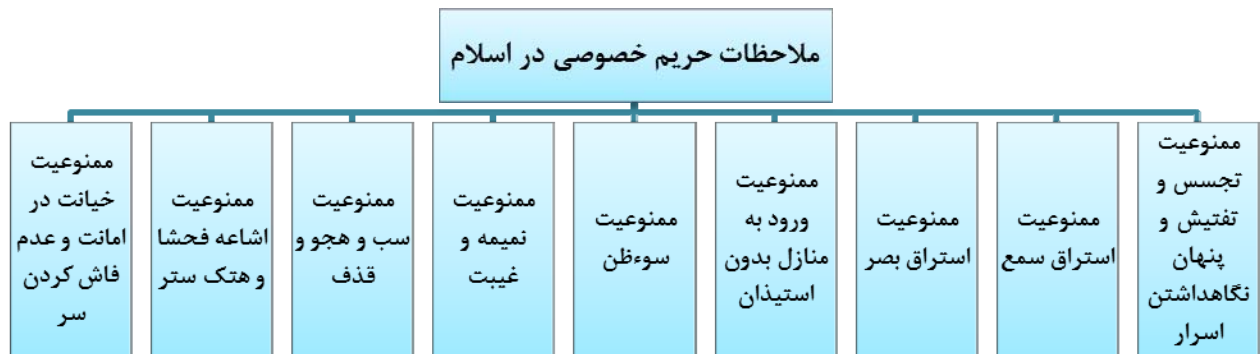 ملاحظات حریم خصوصی در اسلام
ممنوعیت
تجسس و
تفتیش و
پنهان
نگاهداشتن
اسرار
ممنوعیت
استراق سمع
ممنوعیت
استراق بصر
ممنوعیت
ورود به
منازل بدون
استیذان
ممنوعیت
سوءظن
ممنوعیت
نمیمه و
غیبت
ممنوعیت
سب و هجو و
قذف
ممنوعیت
اشاعه فحشا
و هتک ستر
ممنوعیت
خیانت در
امانت و عدم
فاش کردن
سر